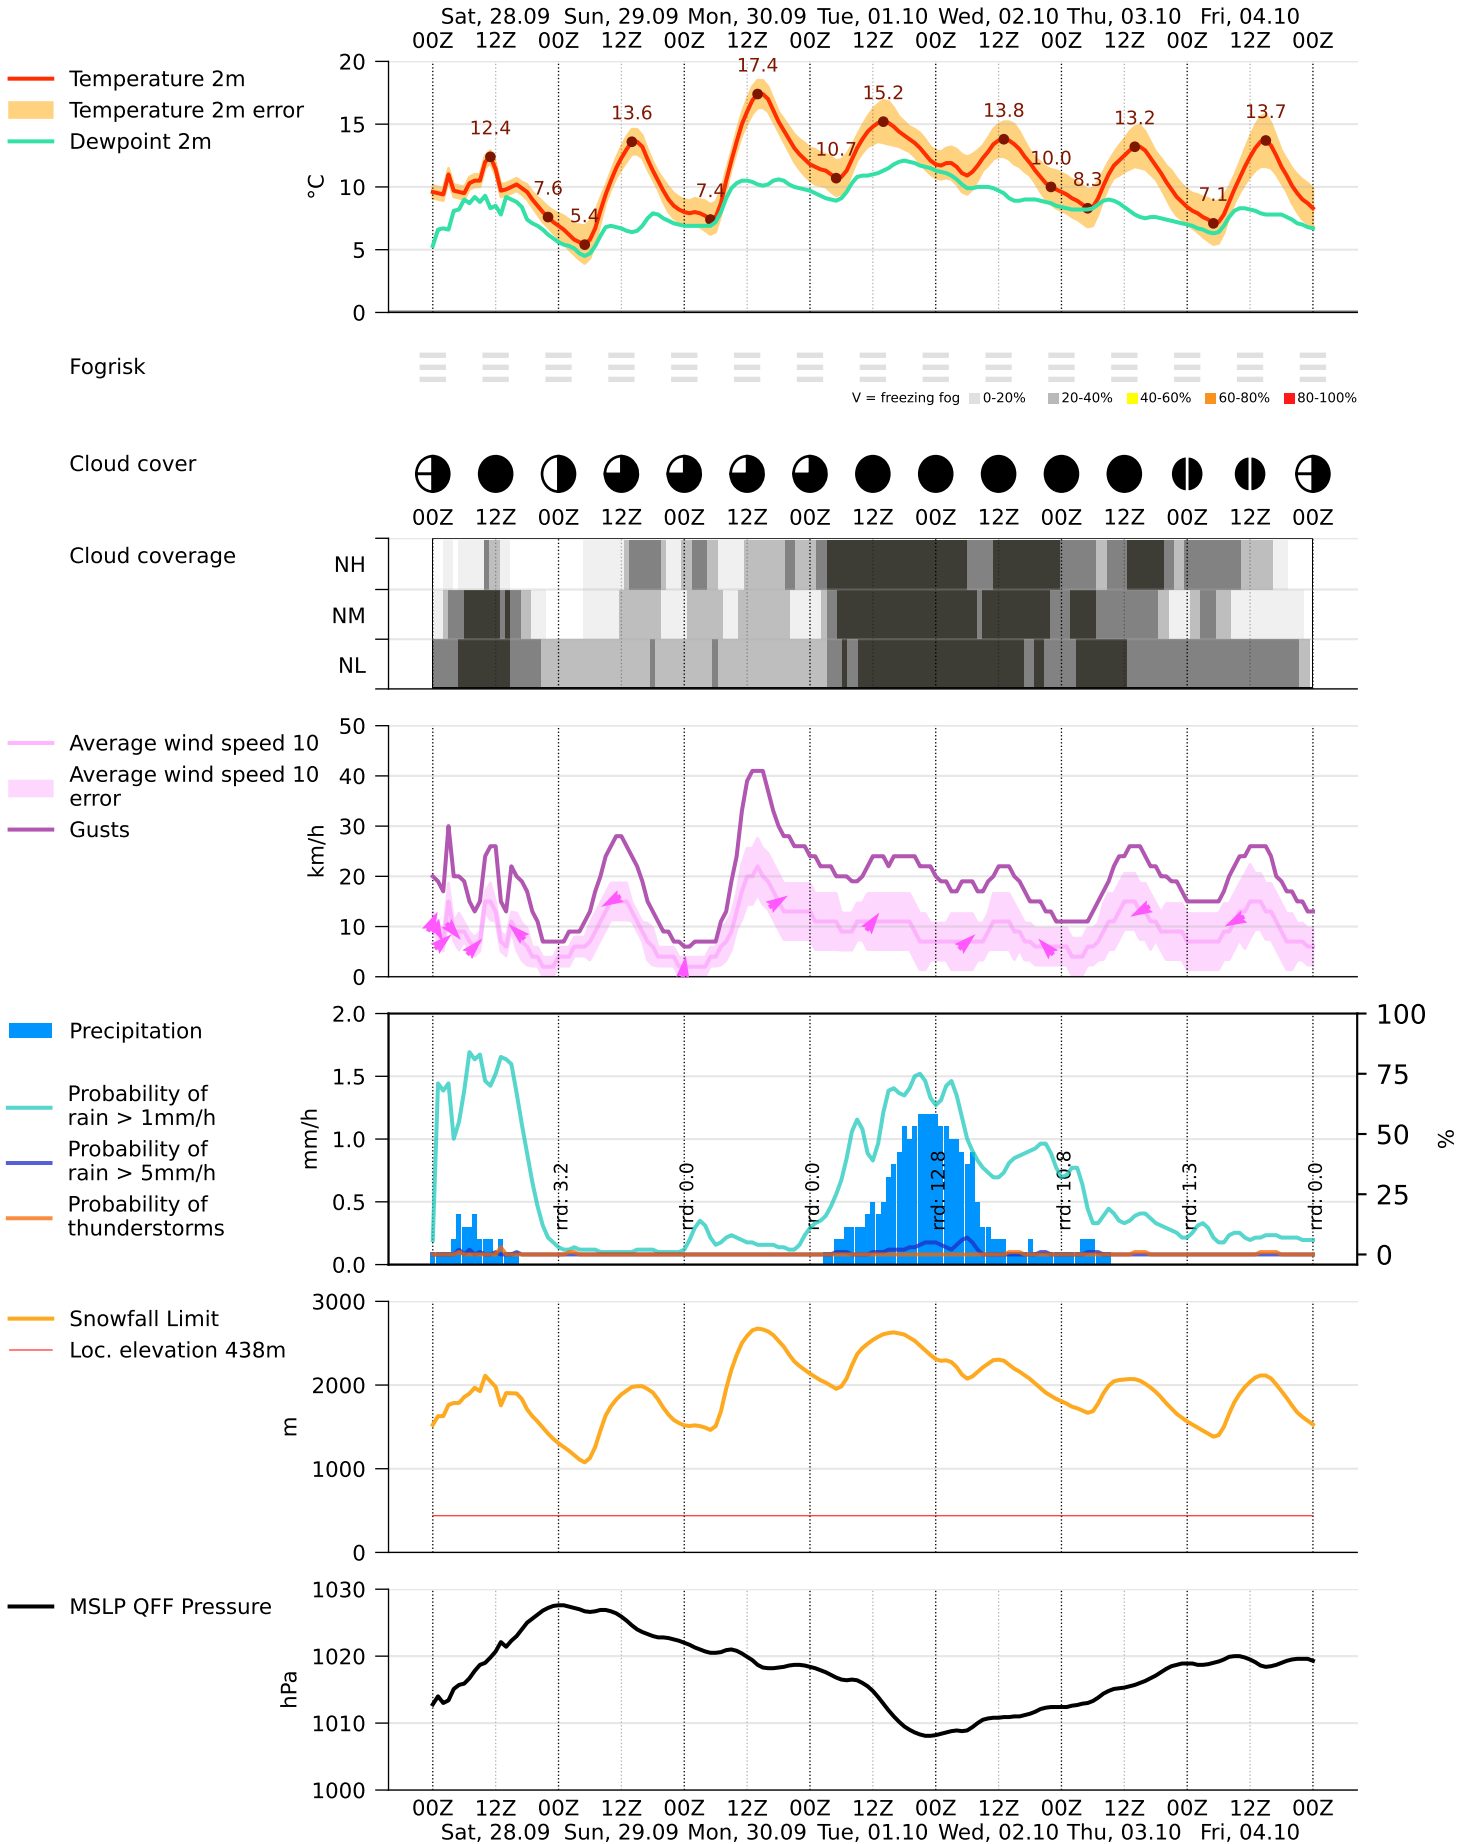 Sat, 28.09 Sun, 29.09 Mon, 30.09 Tue, 01.10 Wed, 02.10 Thu, 03.10 Fri, 04.10
00Z 12Z 00Z 12Z 00Z 12Z 00Z 12Z 00Z 12Z 00Z 12Z 00Z 12Z 00Z
Temperature 2m
Temperature 2m error
Dewpoint 2m
°C
20
15
10
5
0
12.4
7.6
5.4
13.6
7.4
17.4
10.7
15.2
13.8
10.0
8.3
13.2
7.1
13.7
Fogrisk
V = freezing fog 0-20% 20-40% 40-60% 60-80% 80-100%
Cloud cover
00Z 12Z 00Z 12Z 00Z 12Z 00Z 12Z 00Z 12Z 00Z 12Z 00Z 12Z 00Z
Cloud coverage
NH
NM
NL
Average wind speed 10
Average wind speed 10
error
Gusts
km/h
50
40
30
20
10
0
Precipitation
Probability of
rain > 1mm/h
Probability of
rain > 5mm/h
Probability of
thunderstorms
mm/h
2.0
1.5
1.0
0.5
0.0
rrd: 3.2
rrd: 0.0
rrd: 0.0
rrd: 12.8
rrd: 10.8
rrd: 1.3
rrd: 0.0
100
75
50
25
0
%
Snowfall Limit
Loc. elevation 438m
m
3000
2000
1000
0
MSLP QFF Pressure
hPa
1030
1020
1010
1000
00Z 12Z 00Z 12Z 00Z 12Z 00Z 12Z 00Z 12Z 00Z 12Z 00Z 12Z 00Z
Sat, 28.09 Sun, 29.09 Mon, 30.09 Tue, 01.10 Wed, 02.10 Thu, 03.10 Fri, 04.10